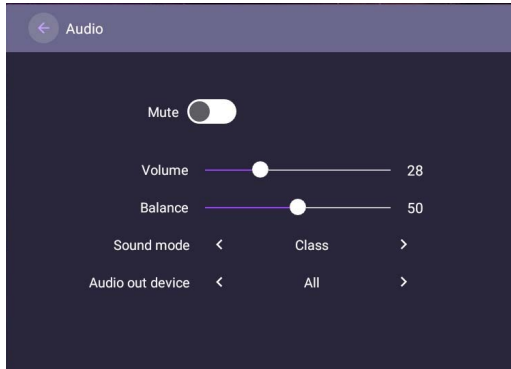 Audio
Mute
Volume 28
Balance 50
Sound mode < Class >
Audio out device < All >